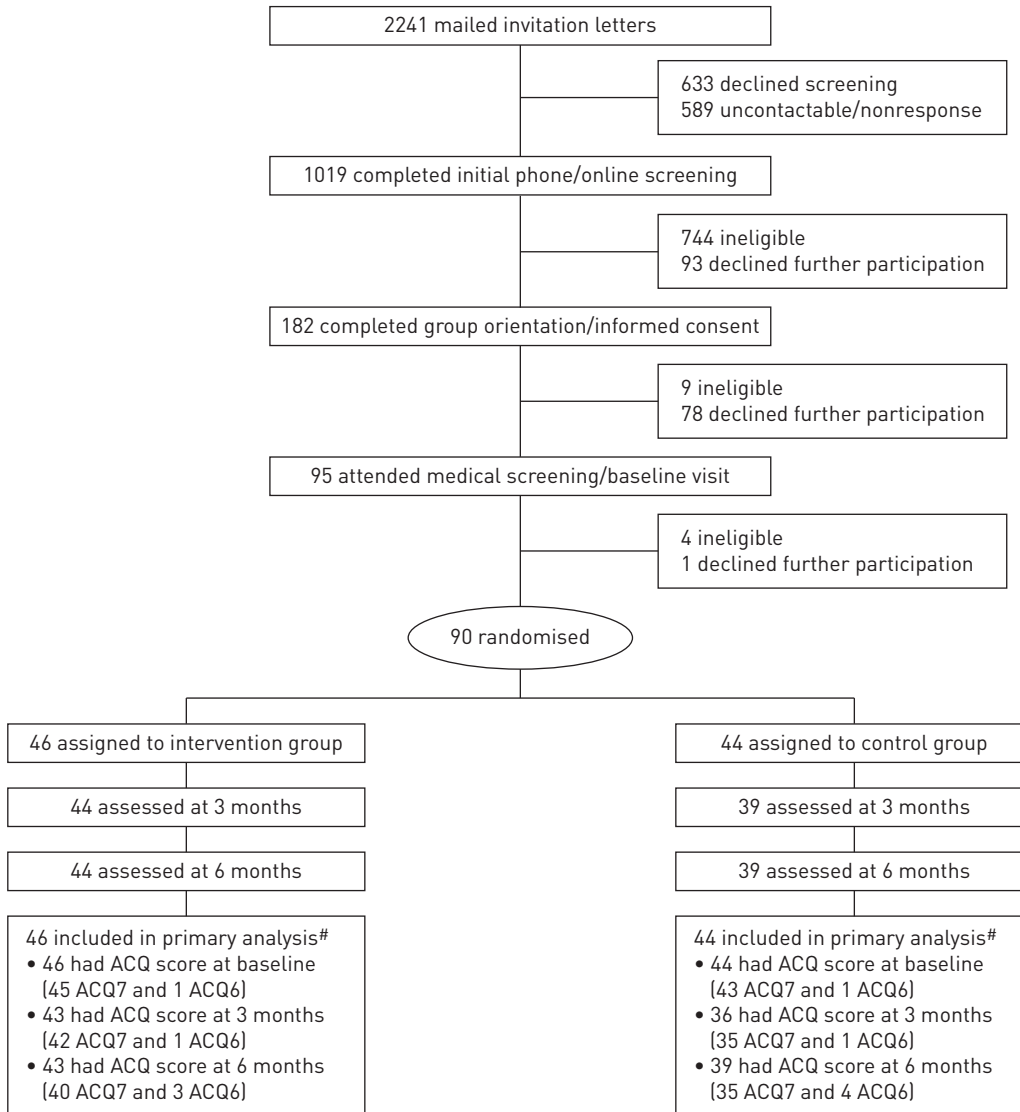 2241 mailed invitation letters
633 declined screening
589 uncontactable/nonresponse
1019 completed initial phone/online screening
744 ineligible
93 declined further participation
182 completed group orientation/informed consent
9 ineligible
78 declined further participation
95 attended medical screening/baseline visit
4 ineligible
1 declined further participation
90 randomised
46 assigned to intervention group
44 assessed at 3 months
44 assessed at 6 months
46 included in primary analysis#
• 46 had ACQ score at baseline
(45 ACQ7 and 1 ACQ6)
• 43 had ACQ score at 3 months
(42 ACQ7 and 1 ACQ6)
• 43 had ACQ score at 6 months
(40 ACQ7 and 3 ACQ6)
44 assigned to control group
39 assessed at 3 months
39 assessed at 6 months
44 included in primary analysis#
• 44 had ACQ score at baseline
(43 ACQ7 and 1 ACQ6)
• 36 had ACQ score at 3 months
(35 ACQ7 and 1 ACQ6)
• 39 had ACQ score at 6 months
(35 ACQ7 and 4 ACQ6)